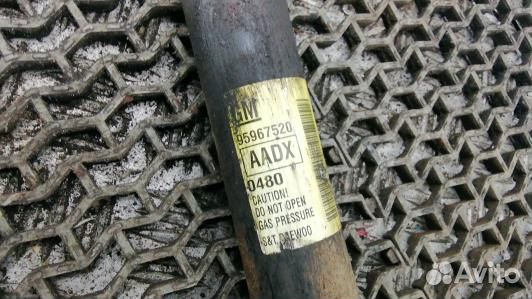 GM
95967520
AADX
0480
CAUTION!
DO NOT OPEN
GAS PRESSURE
S&T DAEWOO
Avito